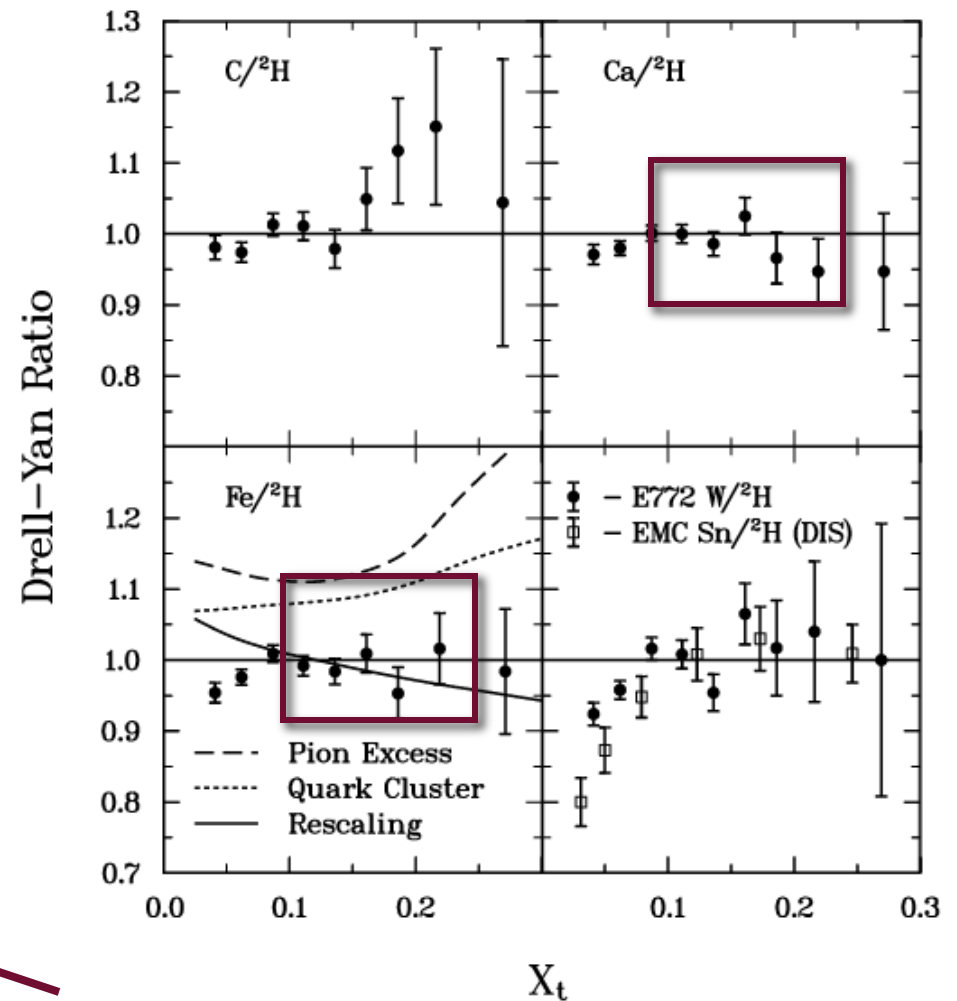 Drell-Yan Ratio
1.3
1.2
1.1
1.0
0.9
0.8
C/²H
Ca/²H
1.2
1.1
1.0
0.9
0.8
0.7
Fe/²H
– – – Pion Excess
------ Quark Cluster
—— Rescaling
– E772 W/²H
– EMC Sn/²H (DIS)
0.0 0.1 0.2 0.1 0.2 0.3
Xt